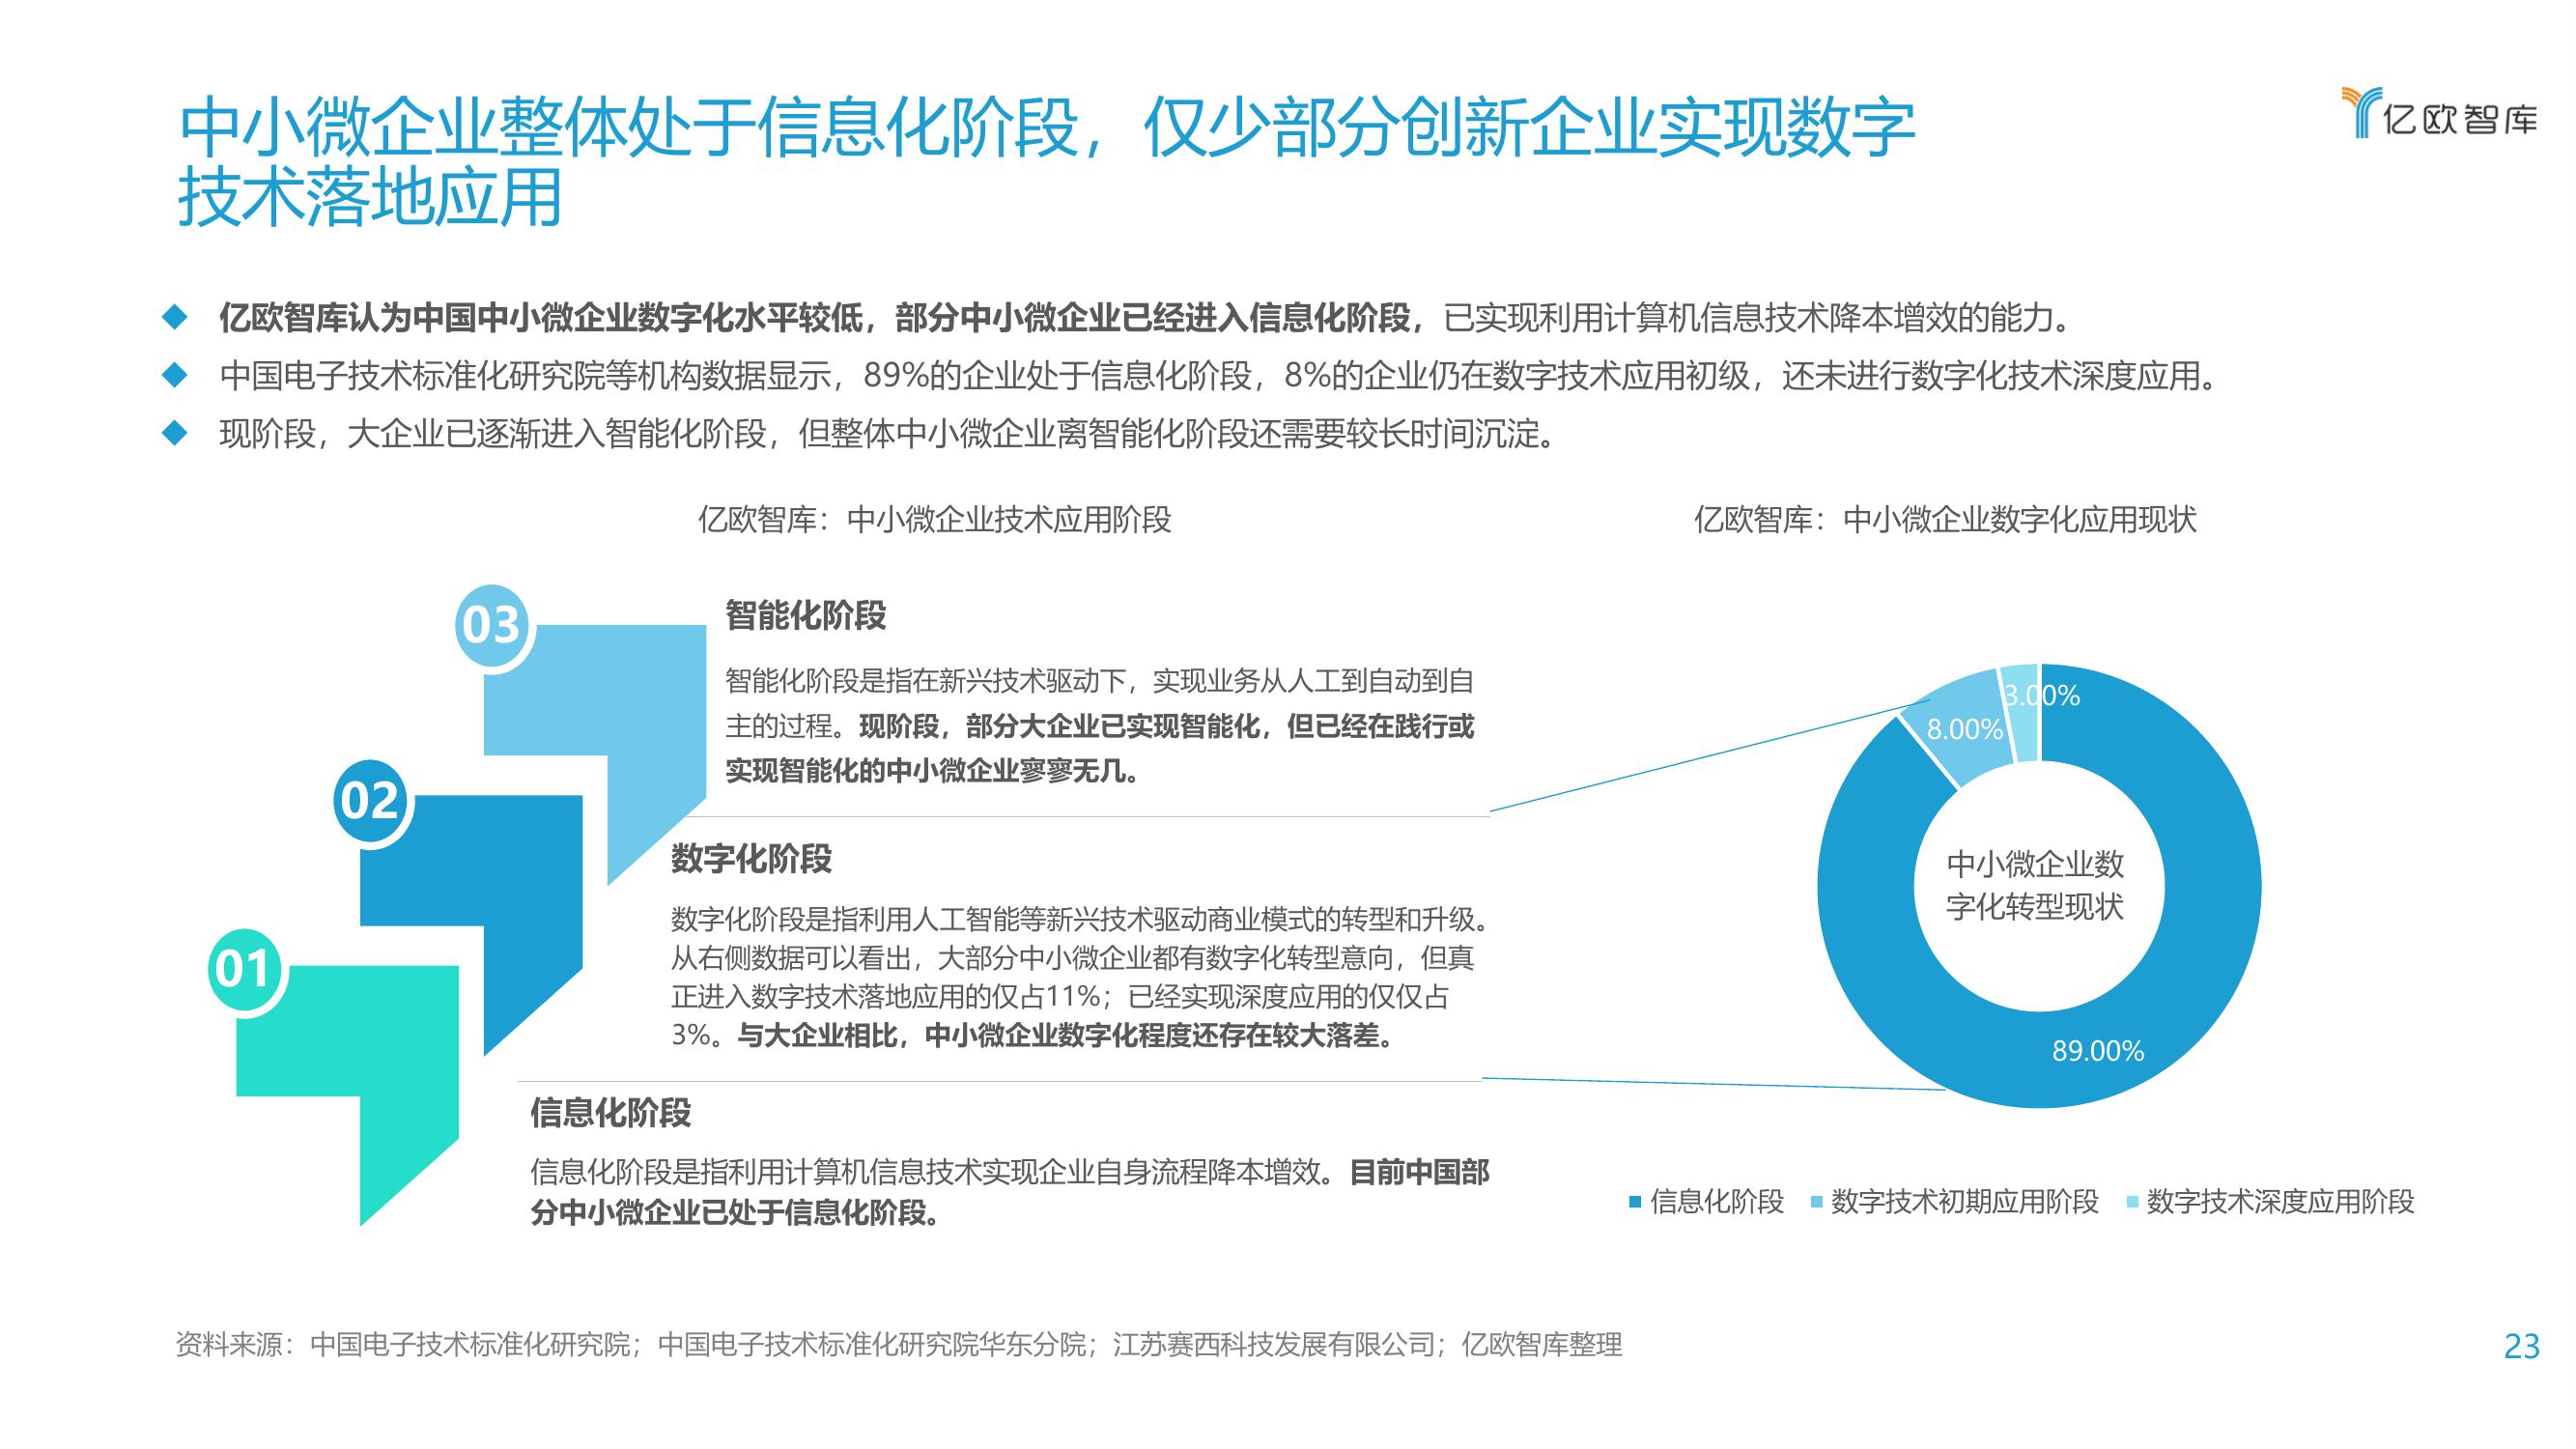 中小微企业整体处于信息化阶段，仅少部分创新企业实现数字
技术落地应用
亿欧智库
亿欧智库认为中国中小微企业数字化水平较低，部分中小微企业已经进入信息化阶段，已实现利用计算机信息技术降本增效的能力。
中国电子技术标准化研究院等机构数据显示，89%的企业处于信息化阶段，8%的企业仍在数字技术应用初级，还未进行数字化技术深度应用。
现阶段，大企业已逐渐进入智能化阶段，但整体中小微企业离智能化阶段还需要较长时间沉淀。
亿欧智库：中小微企业技术应用阶段
03
智能化阶段
智能化阶段是指在新兴技术驱动下，实现业务从人工到自动到自
主的过程。现阶段，部分大企业已实现智能化，但已经在践行或
实现智能化的中小微企业寥寥无几。
02
数字化阶段
数字化阶段是指利用人工智能等新兴技术驱动商业模式的转型和升级。
从右侧数据可以看出，大部分中小微企业都有数字化转型意向，但真
正进入数字技术落地应用的仅占11%；已经实现深度应用的仅仅占
3%。与大企业相比，中小微企业数字化程度还存在较大落差。
01
信息化阶段
信息化阶段是指利用计算机信息技术实现企业自身流程降本增效。目前中国部
分中小微企业已处于信息化阶段。
亿欧智库：中小微企业数字化应用现状
3.00%
8.00%
中小微企业数
字化转型现状
89.00%
信息化阶段 数字技术初期应用阶段 数字技术深度应用阶段
资料来源：中国电子技术标准化研究院；中国电子技术标准化研究院华东分院；江苏赛西科技发展有限公司；亿欧智库整理
23